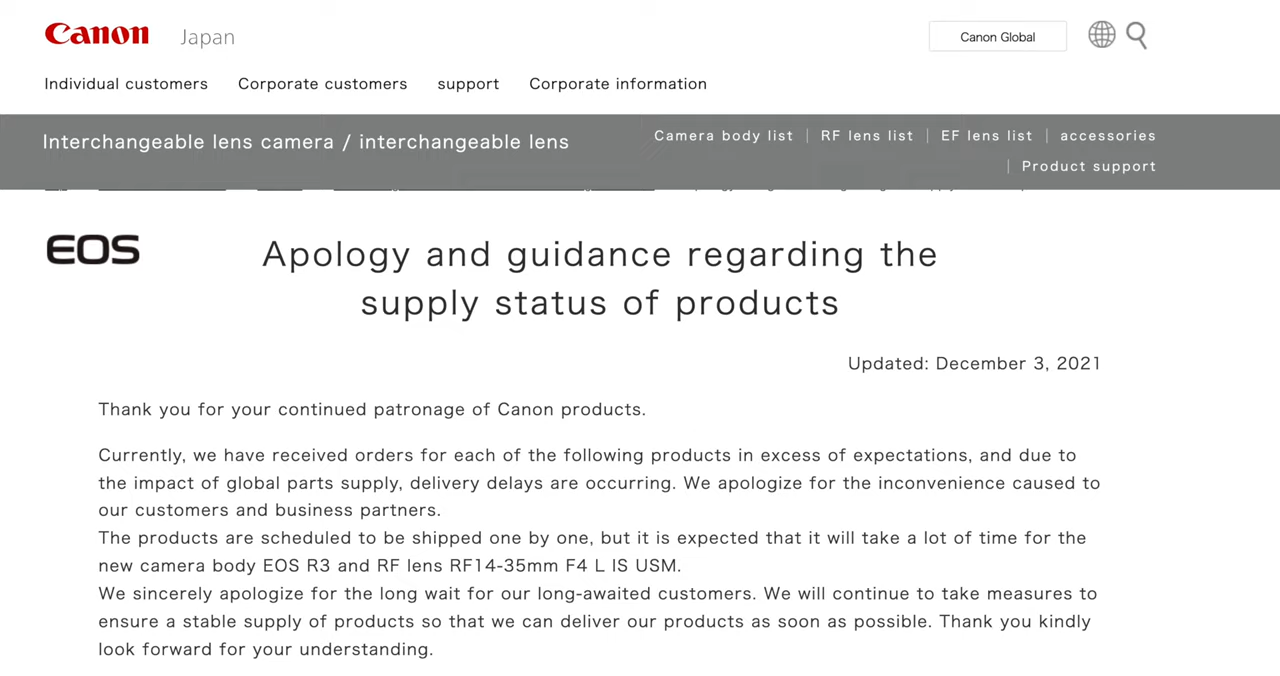 Canon Japan
Canon Global
Individual customers Corporate customers support Corporate information
Interchangeable lens camera / interchangeable lens
Camera body list | RF lens list | EF lens list | accessories
| Product support
EOS
Apology and guidance regarding the
supply status of products
Updated: December 3, 2021
Thank you for your continued patronage of Canon products.
Currently, we have received orders for each of the following products in excess of expectations, and due to
the impact of global parts supply, delivery delays are occurring. We apologize for the inconvenience caused to
our customers and business partners.
The products are scheduled to be shipped one by one, but it is expected that it will take a lot of time for the
new camera body EOS R3 and RF lens RF14-35mm F4 L IS USM.
We sincerely apologize for the long wait for our long-awaited customers. We will continue to take measures to
ensure a stable supply of products so that we can deliver our products as soon as possible. Thank you kindly
look forward for your understanding.